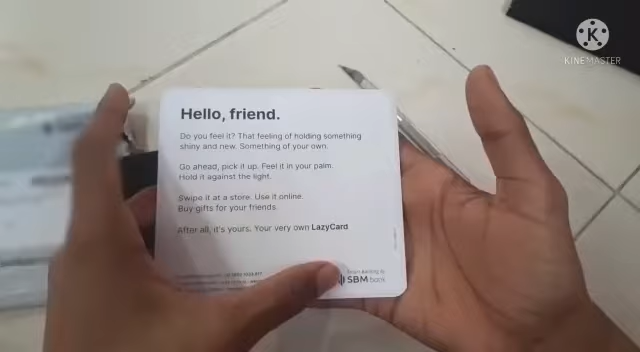 KINEMASTER
Hello, friend.
Do you feel it? That feeling of holding something
shiny and new. Something of your own.
Go ahead, pick it up. Feel it in your palm.
Hold it against the light.
Swipe it at a store. Use it online.
Buy gifts for your friends.
After all, it's yours. Your very own LazyCard
SBM bank